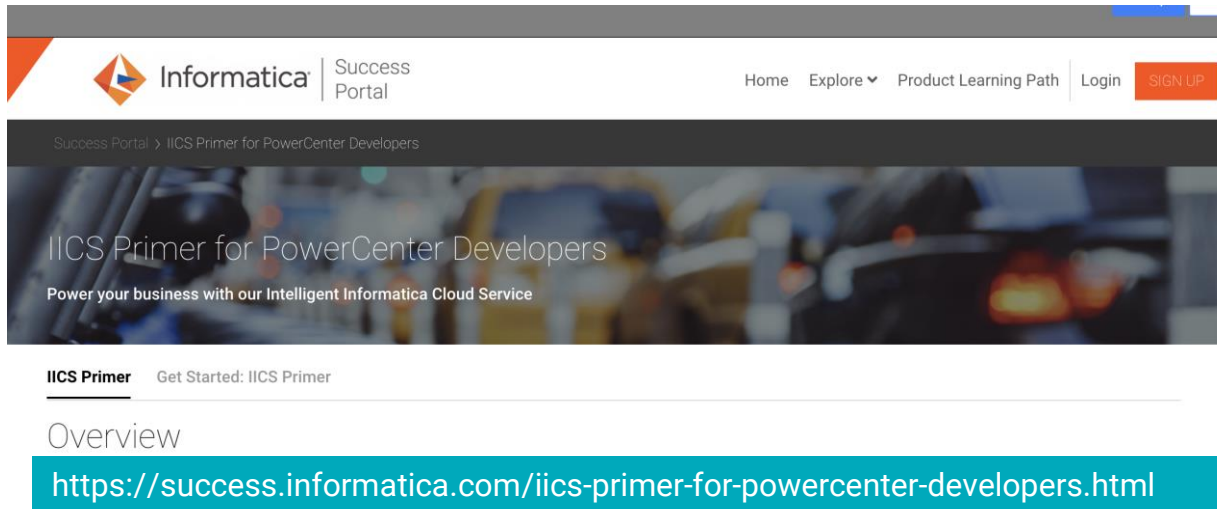 Informatica
Success
Portal
Home Explore Product Learning Path Login SIGN UP
Success Portal > IICS Primer for PowerCenter Developers
IICS Primer for PowerCenter Developers
Power your business with our Intelligent Informatica Cloud Service
IICS Primer Get Started: IICS Primer
Overview
https://success.informatica.com/iics-primer-for-powercenter-developers.html